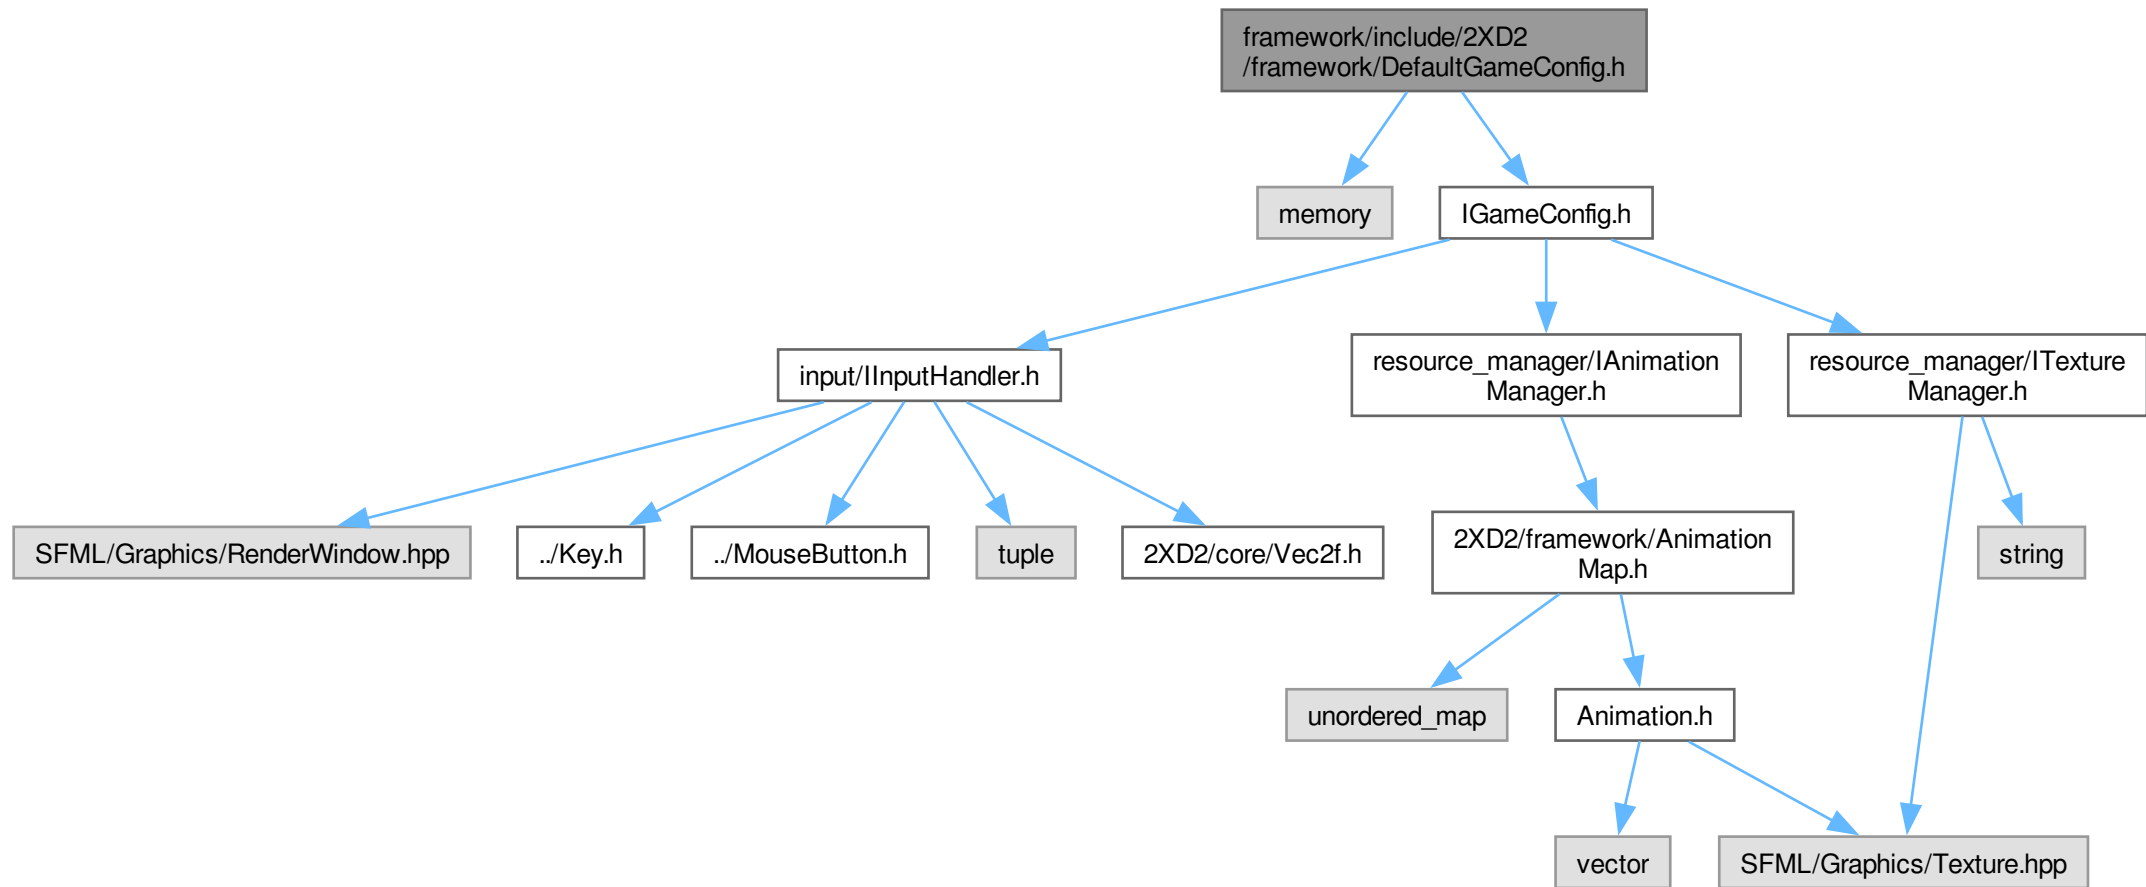 framework/include/2XD2
/framework/DefaultGameConfig.h
memory
IGameConfig.h
input/IInputHandler.h
resource_manager/IAnimation
Manager.h
resource_manager/ITexture
Manager.h
SFML/Graphics/RenderWindow.hpp
../Key.h
../MouseButton.h
tuple
2XD2/core/Vec2f.h
2XD2/framework/Animation
Map.h
string
unordered_map
Animation.h
vector
SFML/Graphics/Texture.hpp